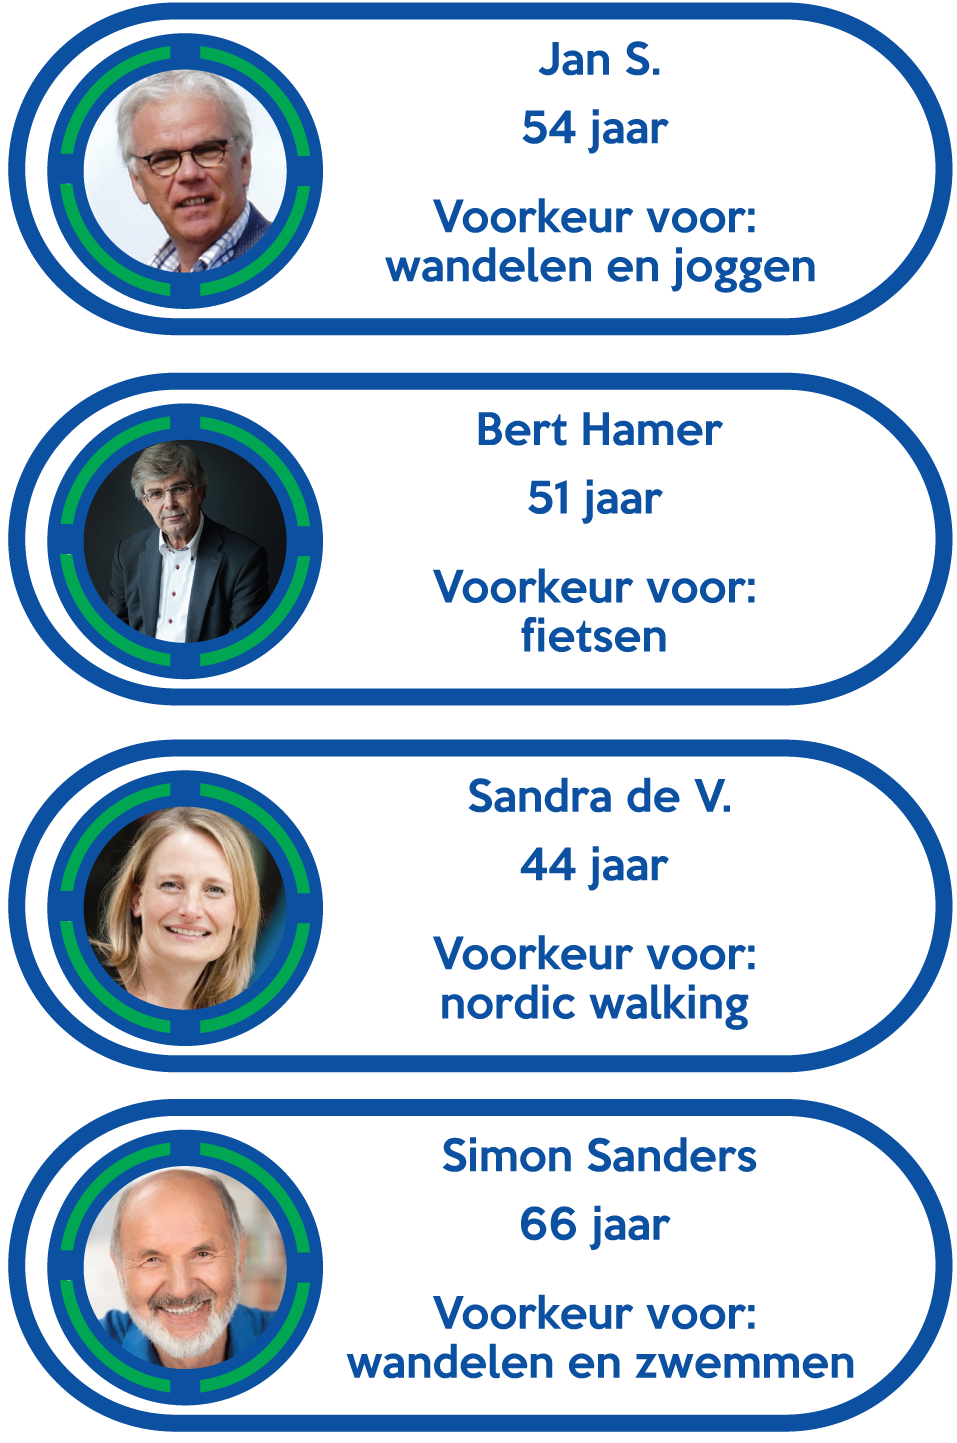 Jan S.
54 jaar
Voorkeur voor:
wandelen en joggen
Bert Hamer
51 jaar
Voorkeur voor:
fietsen
Sandra de V.
44 jaar
Voorkeur voor:
nordic walking
Simon Sanders
66 jaar
Voorkeur voor:
wandelen en zwemmen